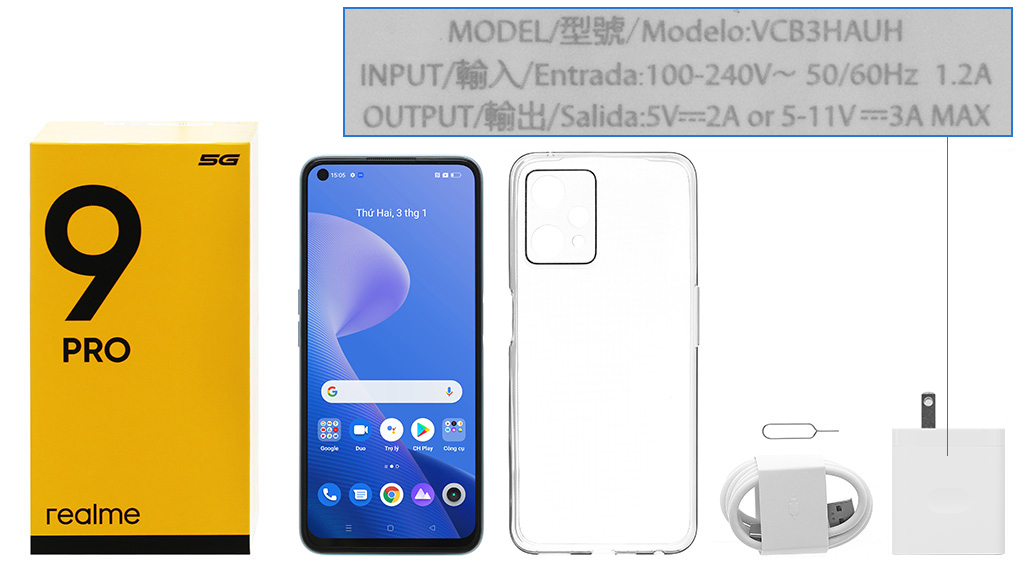 MODEL/型號/Modelo:VCB3HAUH
INPUT/輸入/Entrada:100-240V~ 50/60Hz 1.2A
OUTPUT/輸出/Salida:5V⎓2A or 5-11V⎓3A MAX
5G
9
PRO
realme
15:05
Thứ Hai, 3 thg 1
G
Google
Duo
Trợ lý
CH Play
Công cụ